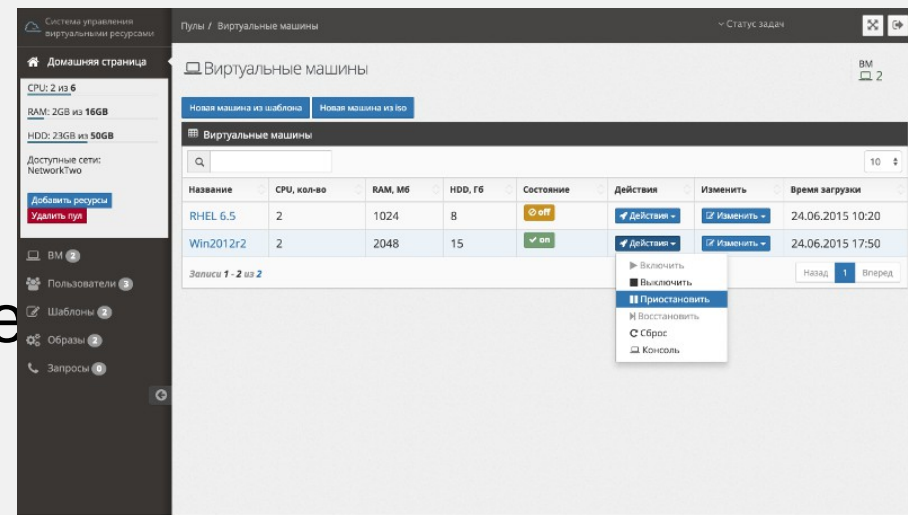 Система управления
виртуальными ресурсами
Пулы / Виртуальные машины
Статус задач
Домашняя страница
CPU: 2 из 6
RAM: 2GB из 16GB
HDD: 23GB из 50GB
Доступные сети:
NetworkTwo
Добавить ресурсы
Удалить пул
ВМ 2
Пользователи 3
Шаблоны 2
Образы 2
Запросы 0
е
Виртуальные машины
ВМ
2
Новая машина из шаблона Новая машина из iso
Виртуальные машины
10
Название CPU, кол-во RAM, Мб HDD, Гб Состояние Действия Изменить Время загрузки
RHEL 6.5 2 1024 8 off Действия Изменить 24.06.2015 10:20
Win2012r2 2 2048 15 on Действия Изменить 24.06.2015 17:50
Записи 1 - 2 из 2
Назад 1 Вперед
Включить
Выключить
Приостановить
Восстановить
Сброс
Консоль